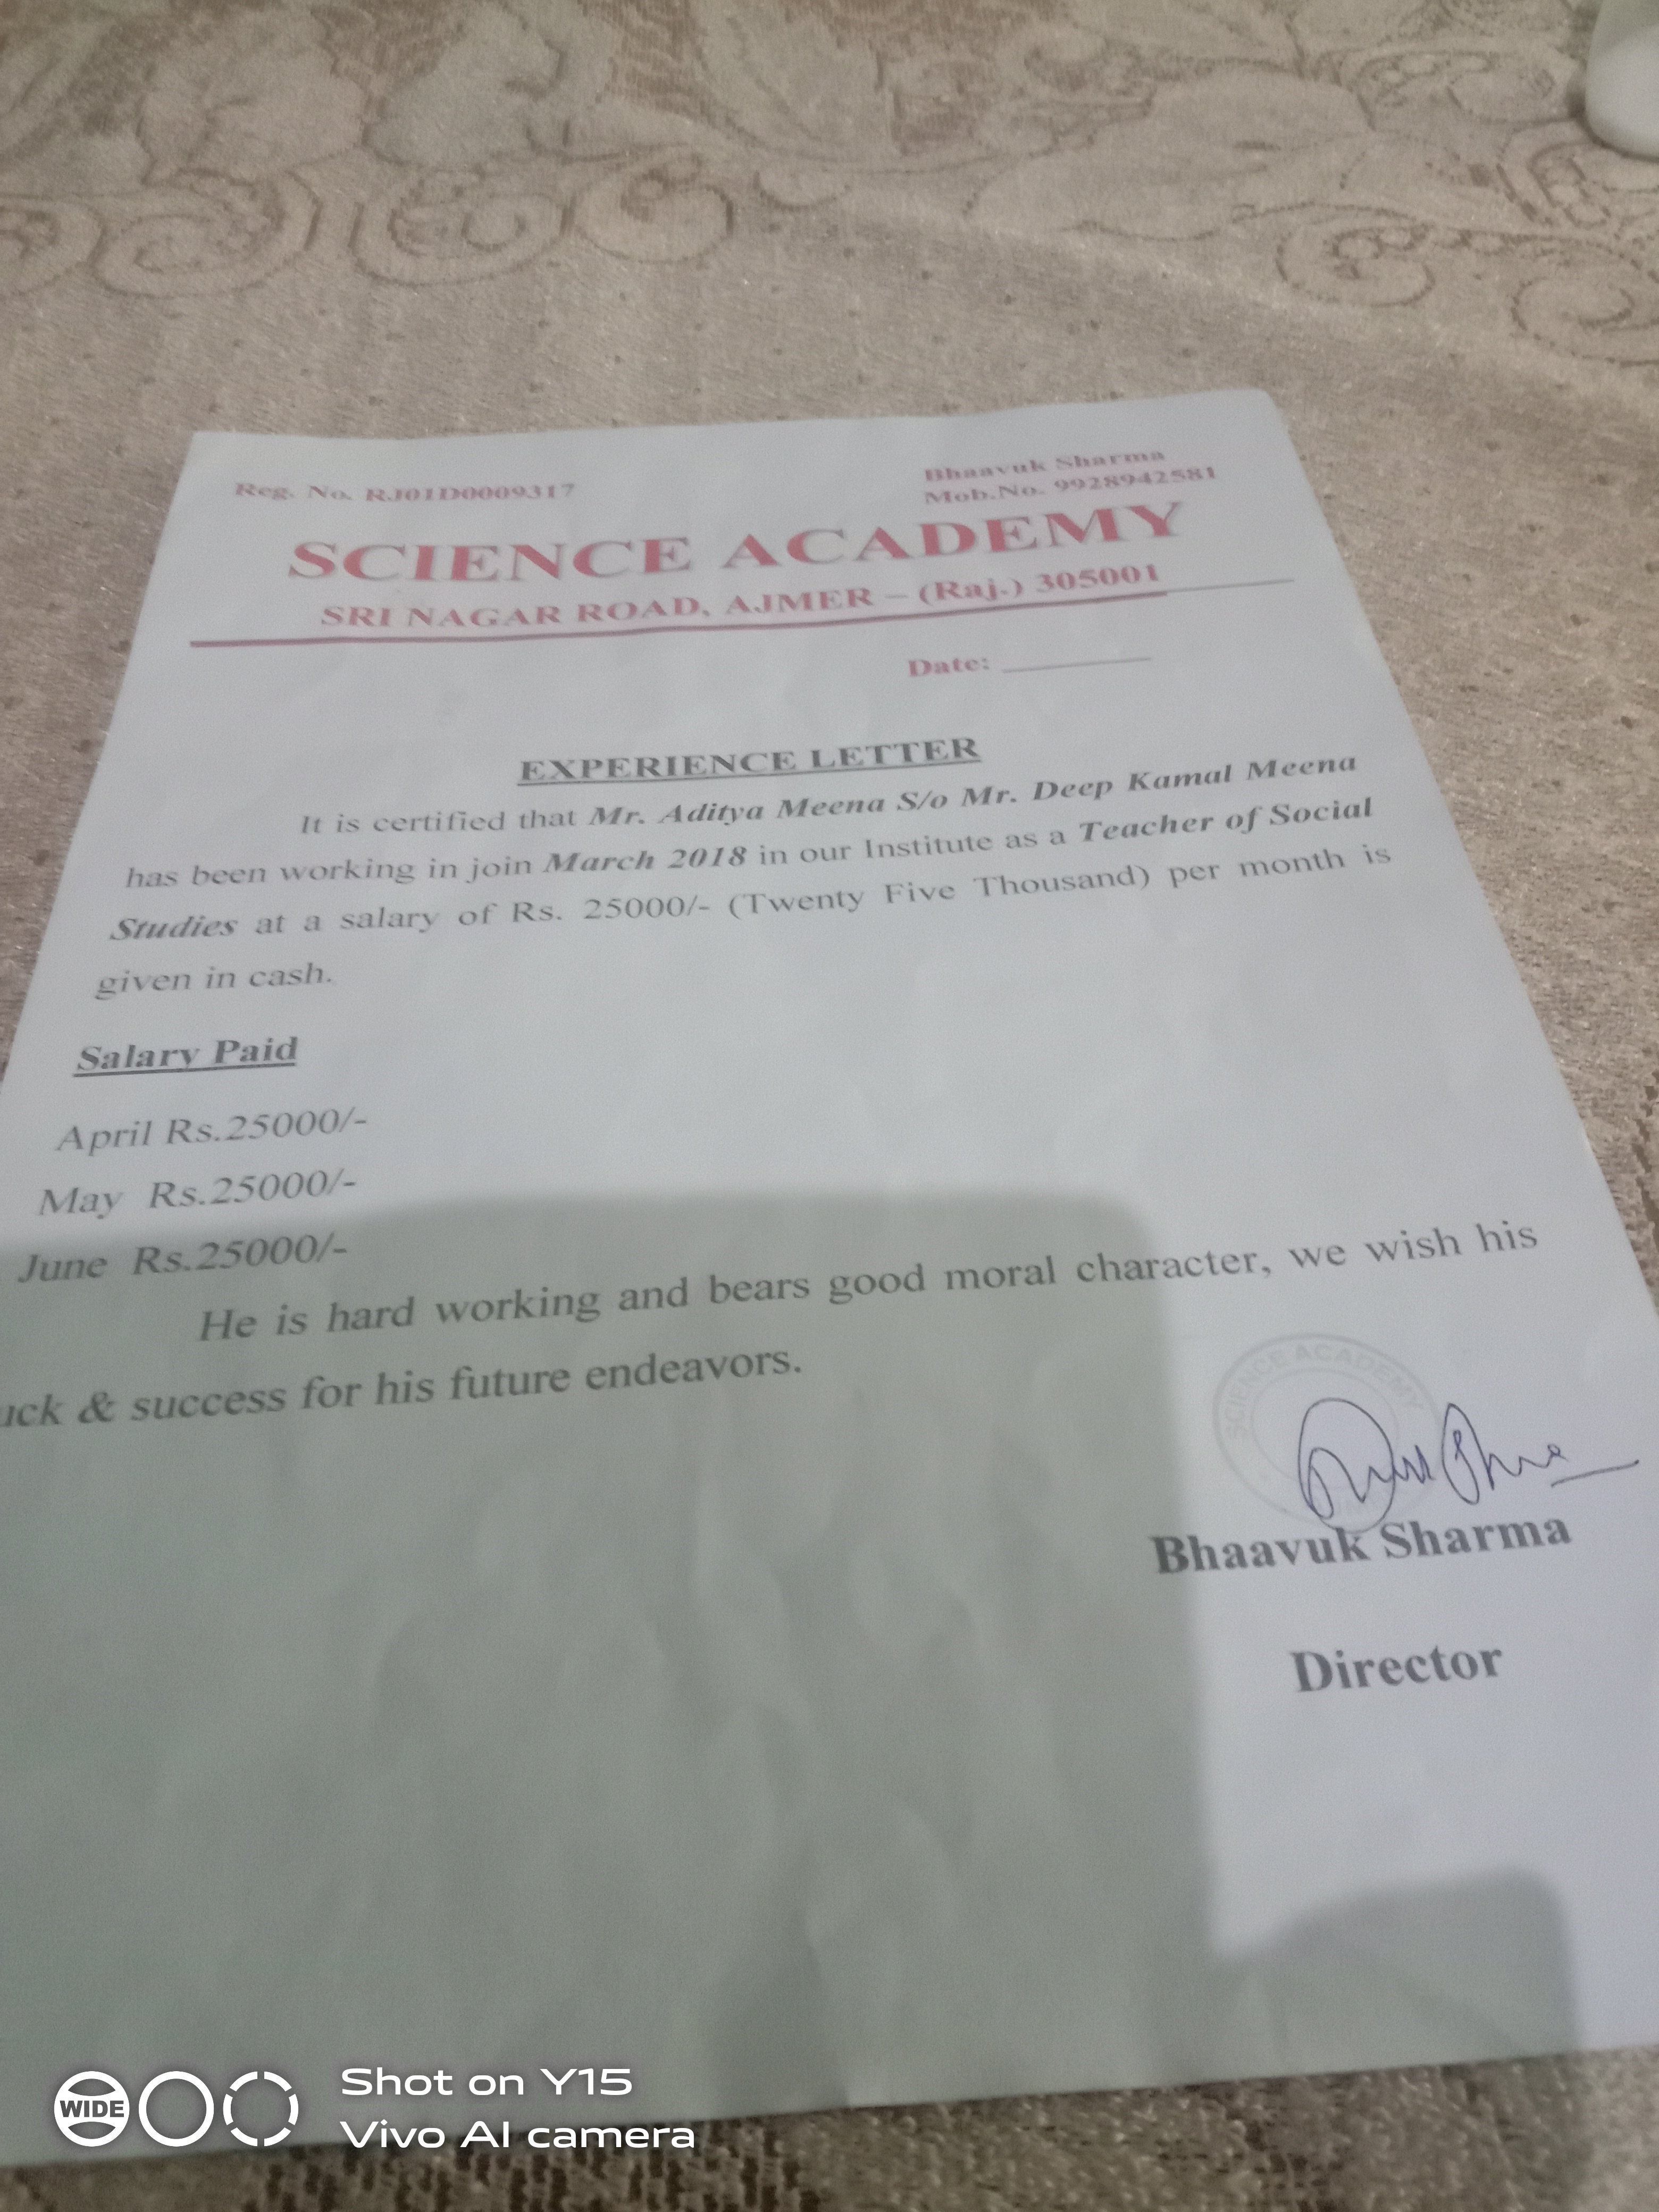 Reg. No. RJ01D0009317
Bhaavuk Sharma
Mob.No. 9928942581
SCIENCE ACADEMY
SRI NAGAR ROAD, AJMER – (Raj.) 305001
Date:
EXPERIENCE LETTER
It is certified that Mr. Aditya Meena S/o Mr. Deep Kamal Meena
has been working in join March 2018 in our Institute as a Teacher of Social
Studies at a salary of Rs. 25000/- (Twenty Five Thousand) per month is
given in cash.
Salary Paid
April Rs.25000/-
May Rs.25000/-
June Rs.25000/-
He is hard working and bears good moral character, we wish his
uck & success for his future endeavors.
SCIENCE ACADEMY
Bhaavuk Sharma
Director
WIDE
Shot on Y15
Vivo AI camera